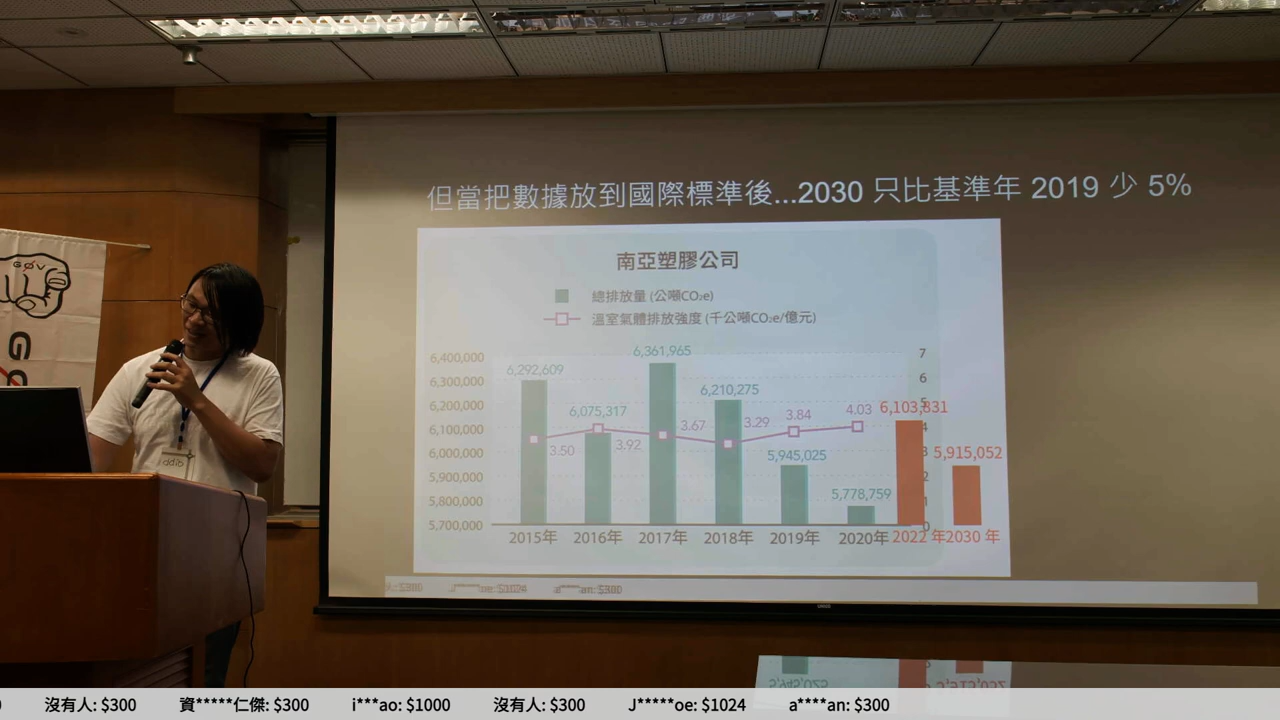 但當把數據放到國際標準後...2030 只比基準年 2019 少 5%
南亞塑膠公司
總排放量 (公噸CO₂e)
溫室氣體排放強度 (千公噸CO₂e/億元)
6,400,000
6,300,000
6,200,000
6,100,000
6,000,000
5,900,000
5,800,000
5,700,000
6,292,609
6,075,317
6,361,965
6,210,275
5,945,025
5,778,759
6,103,831
5,915,052
3.50
3.92
3.67
3.29
3.84
4.03
7
6
5
4
3
2
1
0
2015年
2016年
2017年
2018年
2019年
2020年
2022 年
2030 年
G0V
ddio
沒有人: $300
資*****仁傑: $300
i***ao: $1000
沒有人: $300
J*****oe: $1024
a****an: $300